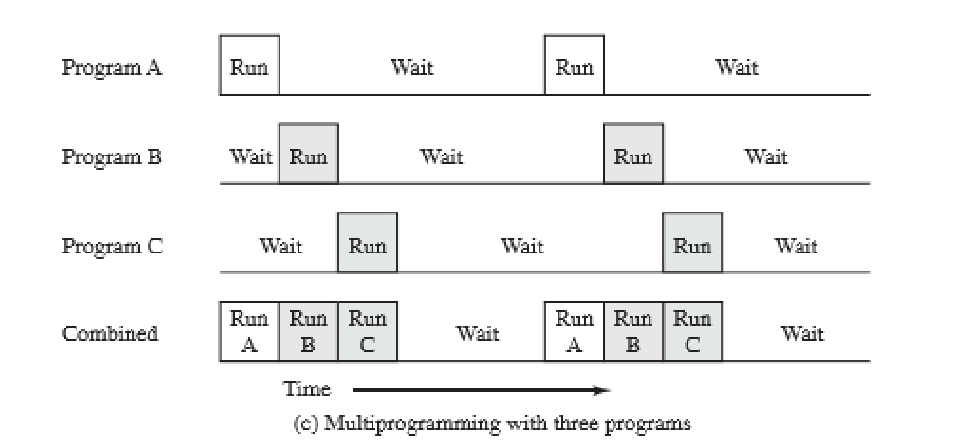 Program A Run Wait Run Wait
Program B Wait Run Wait Run Wait
Program C Wait Run Wait Run Wait
Combined Run A Run B Run C Wait Run A Run B Run C Wait
Time
(c) Multiprogramming with three programs